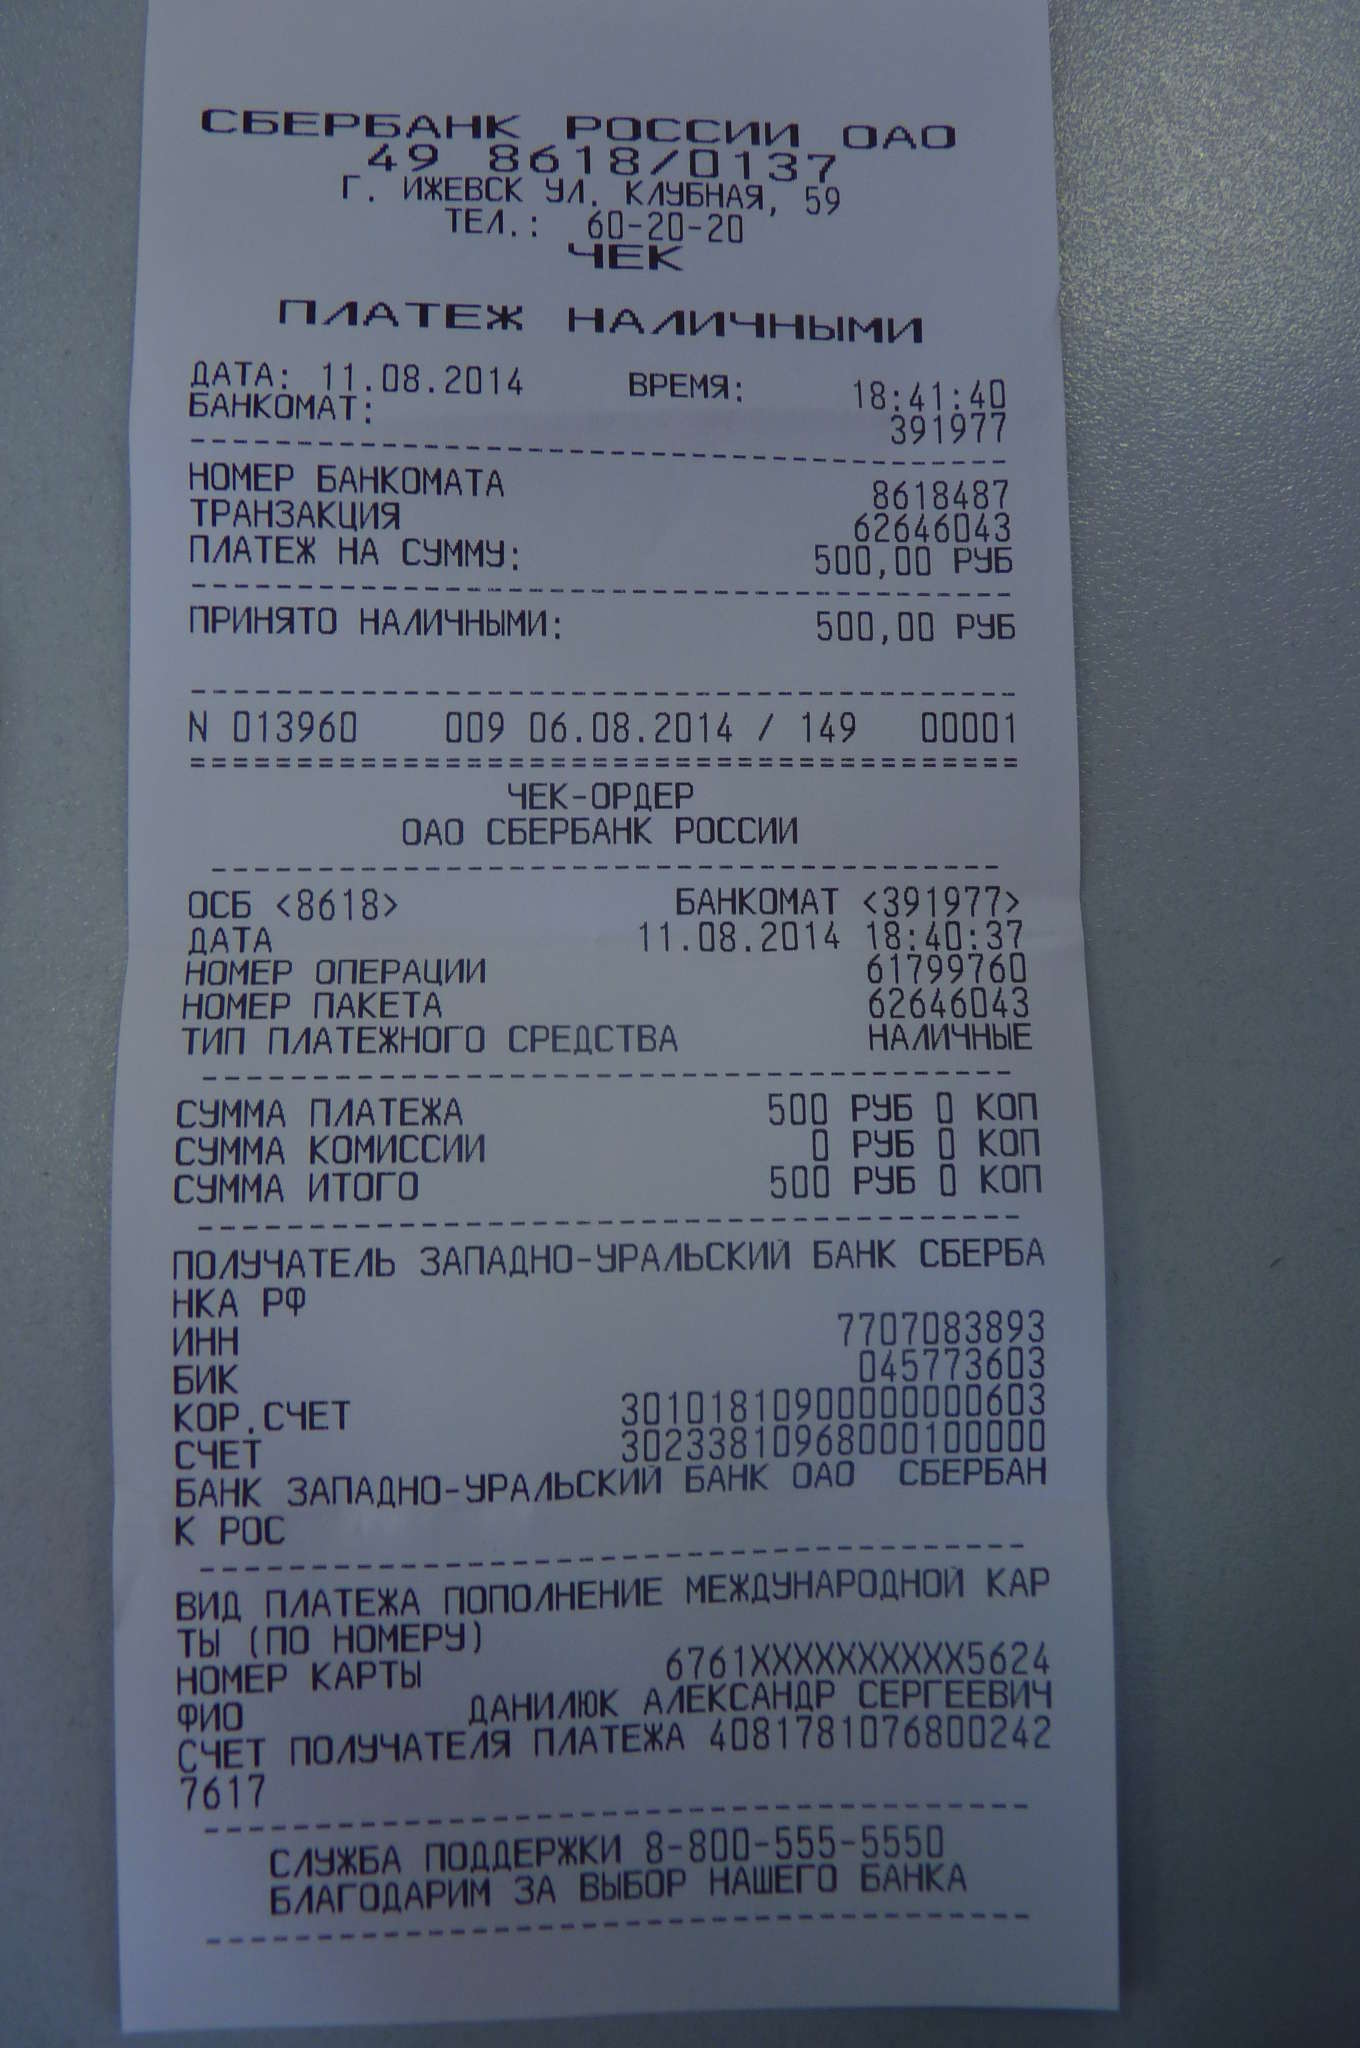 СБЕРБАНК РОССИИ ОАО
49 8618/0137
Г. ИЖЕВСК УЛ. КЛУБНАЯ, 59
ТЕЛ.: 60-20-20
ЧЕК
ПЛАТЕЖ НАЛИЧНЫМИ
ДАТА: 11.08.2014 ВРЕМЯ: 18:41:40
БАНКОМАТ: 391977
НОМЕР БАНКОМАТА 8618487
ТРАНЗАКЦИЯ 62646043
ПЛАТЕЖ НА СУММУ: 500,00 РУБ
ПРИНЯТО НАЛИЧНЫМИ: 500,00 РУБ
N 013960 009 06.08.2014 / 149 00001
ЧЕК-ОРДЕР
ОАО СБЕРБАНК РОССИИ
ОСБ <8618> БАНКОМАТ <391977>
ДАТА 11.08.2014 18:40:37
НОМЕР ОПЕРАЦИИ 61799760
НОМЕР ПАКЕТА 62646043
ТИП ПЛАТЕЖНОГО СРЕДСТВА НАЛИЧНЫЕ
СУММА ПЛАТЕЖА 500 РУБ 0 КОП
СУММА КОМИССИИ 0 РУБ 0 КОП
СУММА ИТОГО 500 РУБ 0 КОП
ПОЛУЧАТЕЛЬ ЗАПАДНО-УРАЛЬСКИЙ БАНК СБЕРБА
НКА РФ
ИНН 7707083893
БИК 045773603
КОР.СЧЕТ 30101810900000000603
СЧЕТ 30233810968000100000
БАНК ЗАПАДНО-УРАЛЬСКИЙ БАНК ОАО СБЕРБАН
К РОС
ВИД ПЛАТЕЖА ПОПОЛНЕНИЕ МЕЖДУНАРОДНОЙ КАР
ТЫ (ПО НОМЕРУ)
НОМЕР КАРТЫ 6761XXXXXXXXXX5624
ФИО ДАНИЛЮК АЛЕКСАНДР СЕРГЕЕВИЧ
СЧЕТ ПОЛУЧАТЕЛЯ ПЛАТЕЖА 4081781076800242
7617
СЛУЖБА ПОДДЕРЖКИ 8-800-555-5550
БЛАГОДАРИМ ЗА ВЫБОР НАШЕГО БАНКА